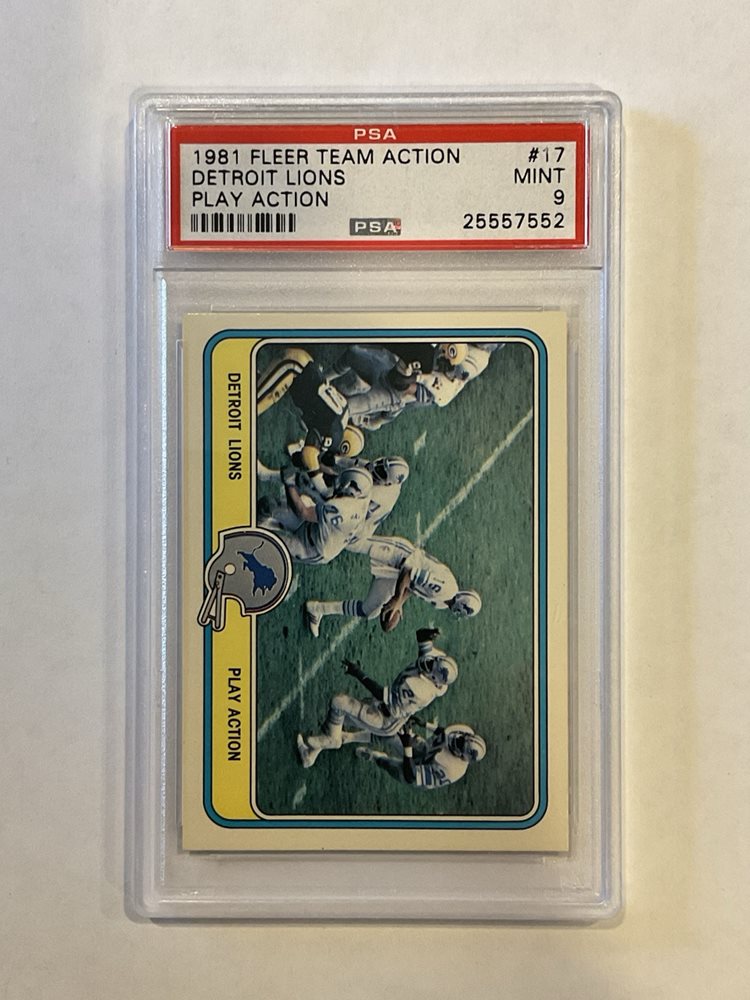 PSA
1981 FLEER TEAM ACTION #17
DETROIT LIONS MINT
PLAY ACTION 9
PSA 25557552
DETROIT LIONS
PLAY ACTION